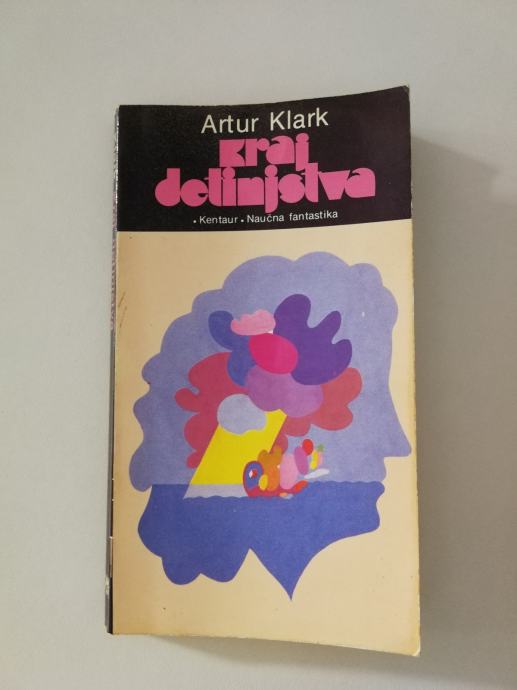 Artur Klark
kraj
detinjstva
• Kentaur • Naučna fantastika